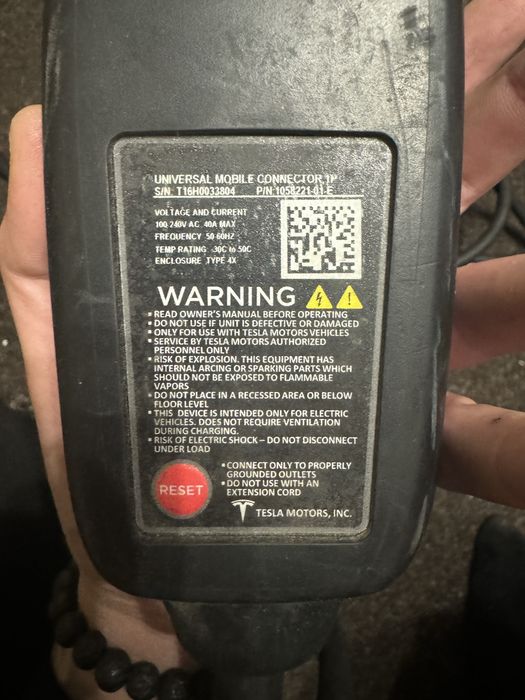 UNIVERSAL MOBILE CONNECTOR 1P
S/N T16H0033804 P/N 1058221-01-E
VOLTAGE AND CURRENT
100-240V AC 40A MAX
FREQUENCY 50-60HZ
TEMP RATING -30C to 50C
ENCLOSURE TYPE 4X
WARNING
▪ READ OWNER'S MANUAL BEFORE OPERATING
▪ DO NOT USE IF UNIT IS DEFECTIVE OR DAMAGED
▪ ONLY FOR USE WITH TESLA MOTORS VEHICLES
▪ SERVICE BY TESLA MOTORS AUTHORIZED
PERSONNEL ONLY
▪ RISK OF EXPLOSION. THIS EQUIPMENT HAS
INTERNAL ARCING OR SPARKING PARTS WHICH
SHOULD NOT BE EXPOSED TO FLAMMABLE
VAPORS
▪ DO NOT PLACE IN A RECESSED AREA OR BELOW
FLOOR LEVEL
▪ THIS DEVICE IS INTENDED ONLY FOR ELECTRIC
VEHICLES. DOES NOT REQUIRE VENTILATION
DURING CHARGING.
▪ RISK OF ELECTRIC SHOCK – DO NOT DISCONNECT
UNDER LOAD
RESET
▪ CONNECT ONLY TO PROPERLY
GROUNDED OUTLETS
▪ DO NOT USE WITH AN
EXTENSION CORD
TESLA MOTORS, INC.